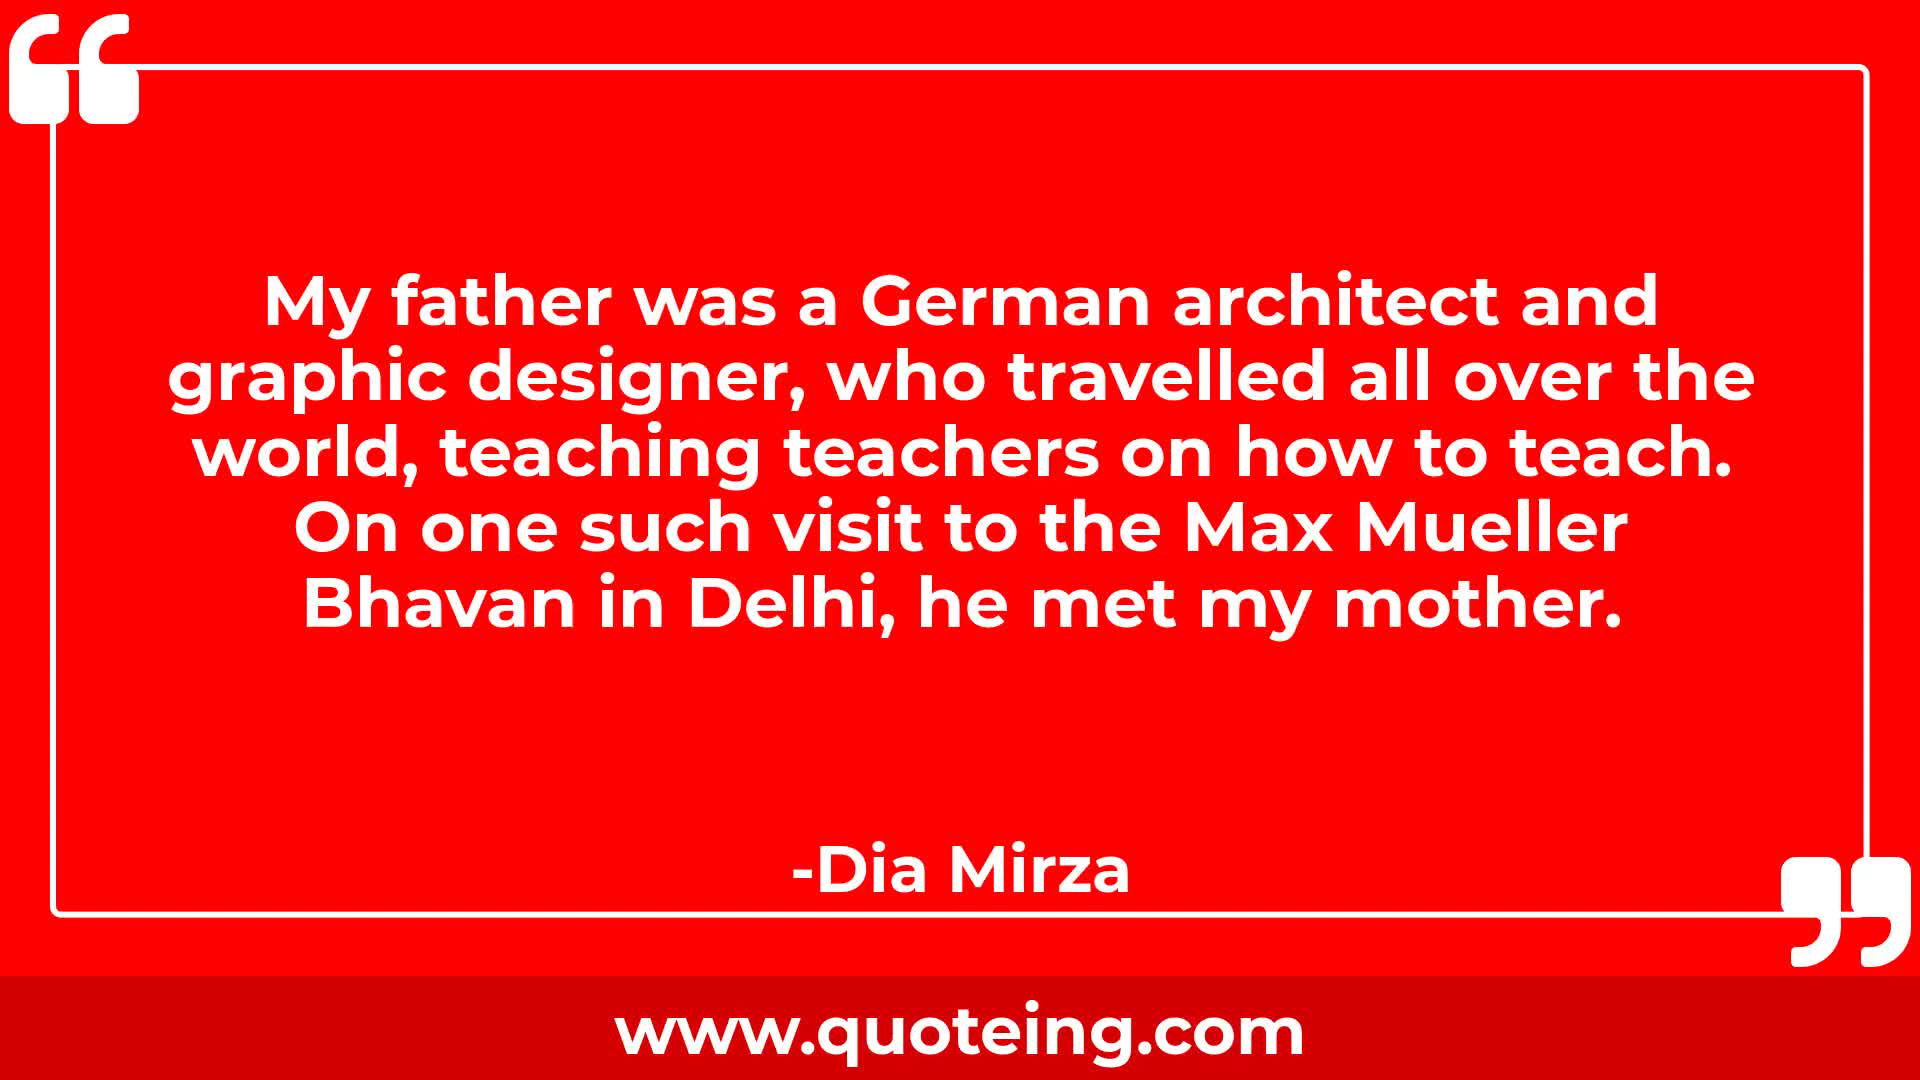 My father was a German architect and
graphic designer, who travelled all over the
world, teaching teachers on how to teach.
On one such visit to the Max Mueller
Bhavan in Delhi, he met my mother.
-Dia Mirza
www.quoteing.com